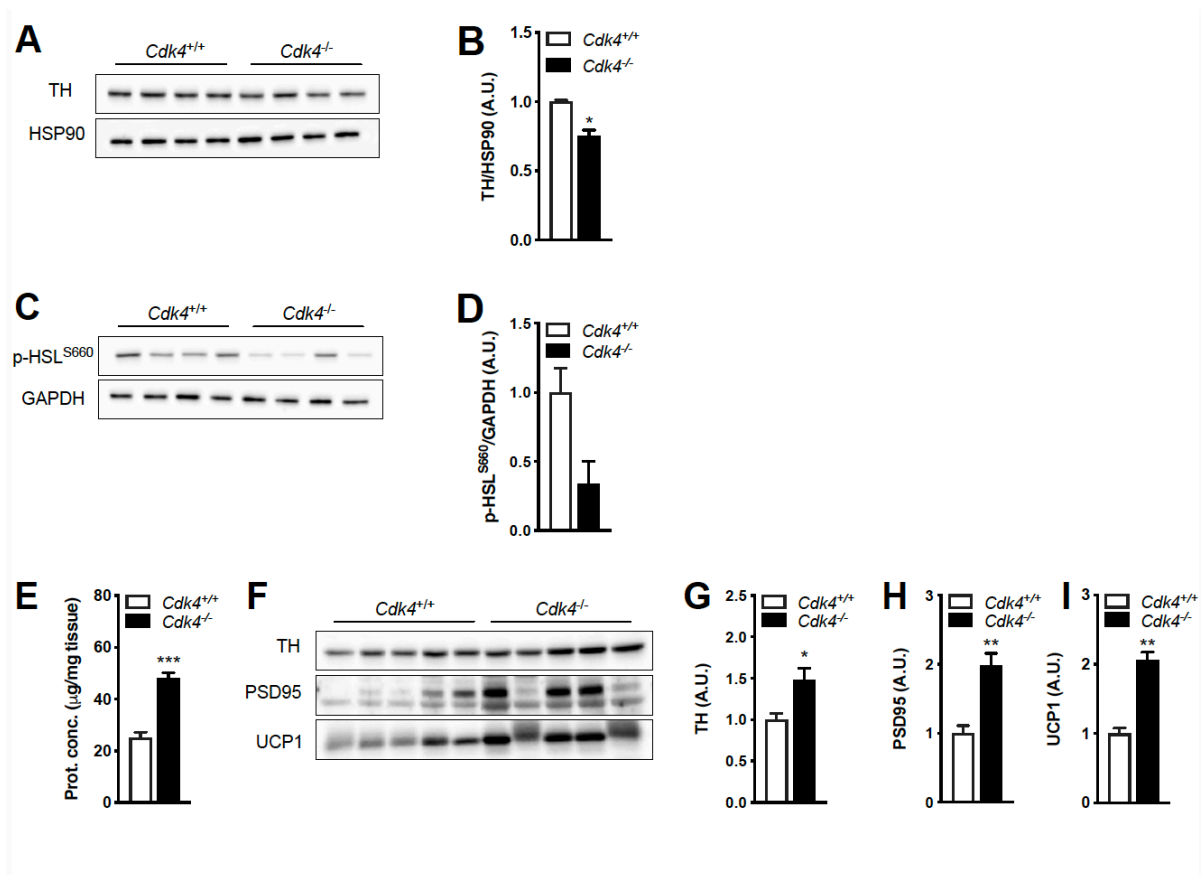 A
Cdk4+/+ Cdk4-/-
TH
HSP90
B
Cdk4+/+
Cdk4-/-
TH/HSP90 (A.U.)
1.5
1.0
0.5
0.0
*
C
Cdk4+/+ Cdk4-/-
p-HSLS660
GAPDH
D
Cdk4+/+
Cdk4-/-
p-HSLS660/GAPDH (A.U.)
1.5
1.0
0.5
0.0
E
Cdk4+/+
Cdk4-/-
Prot. conc. (µg/mg tissue)
80
60
40
20
0
***
F
Cdk4+/+ Cdk4-/-
TH
PSD95
UCP1
G
Cdk4+/+
Cdk4-/-
TH (A.U.)
2.5
2.0
1.5
1.0
0.5
0.0
*
H
Cdk4+/+
Cdk4-/-
PSD95 (A.U.)
3
2
1
0
**
I
Cdk4+/+
Cdk4-/-
UCP1 (A.U.)
3
2
1
0
**